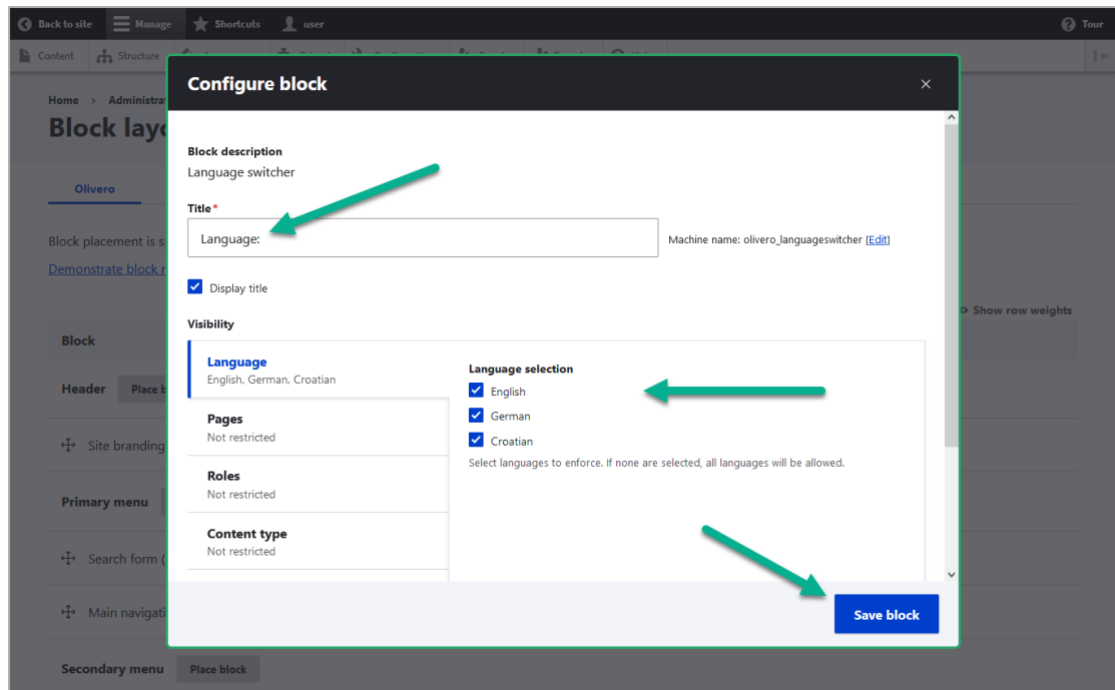 Back to site Manage Shortcuts user Tour
Content Structure
Configure block
Home › Administra
Block layo
Block description
Language switcher
Olivero
Title*
Language:
Machine name: olivero_languageswitcher [Edit]
Block placement is s
Demonstrate block r
Display title
Show row weights
Visibility
Block
Language
English, German, Croatian
Language selection
English
German
Croatian
Select languages to enforce. If none are selected, all languages will be allowed.
Header Place b
Pages
Not restricted
Site branding
Roles
Not restricted
Primary menu
Content type
Not restricted
Search form (
Main navigati
Save block
Secondary menu Place block